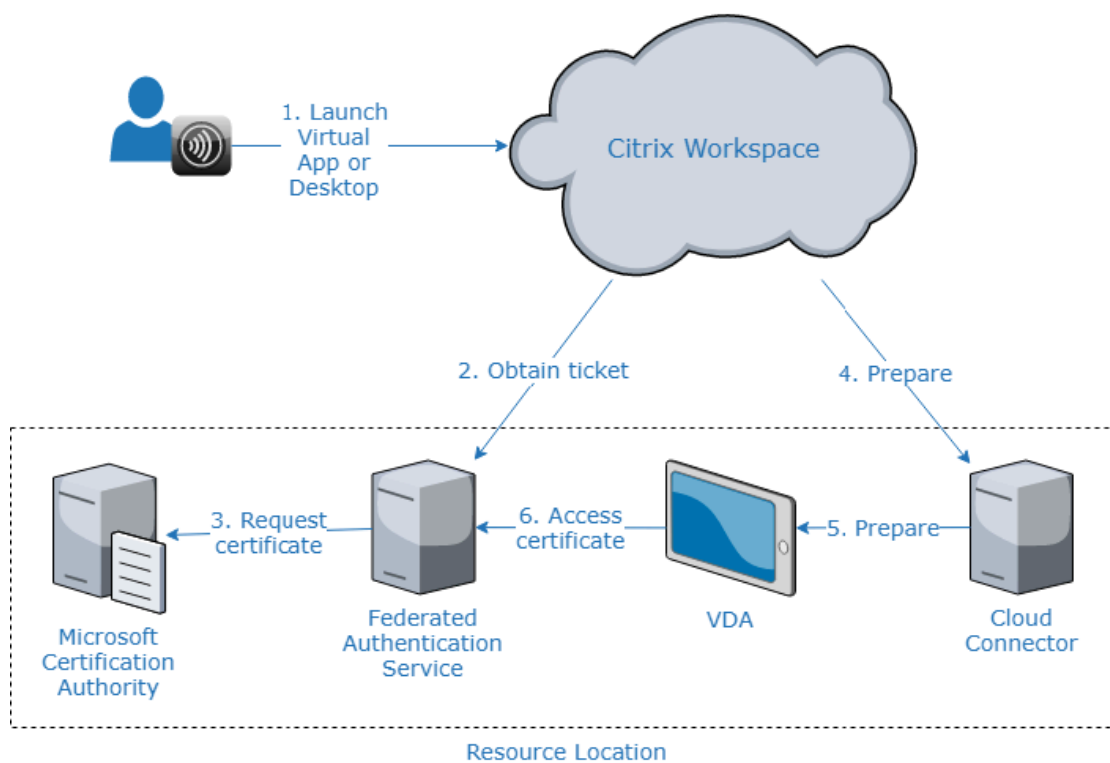 1. Launch
Virtual
App or
Desktop
Citrix Workspace
2. Obtain ticket
4. Prepare
3. Request
certificate
6. Access
certificate
5. Prepare
Microsoft
Certification
Authority
Federated
Authentication
Service
VDA
Cloud
Connector
Resource Location